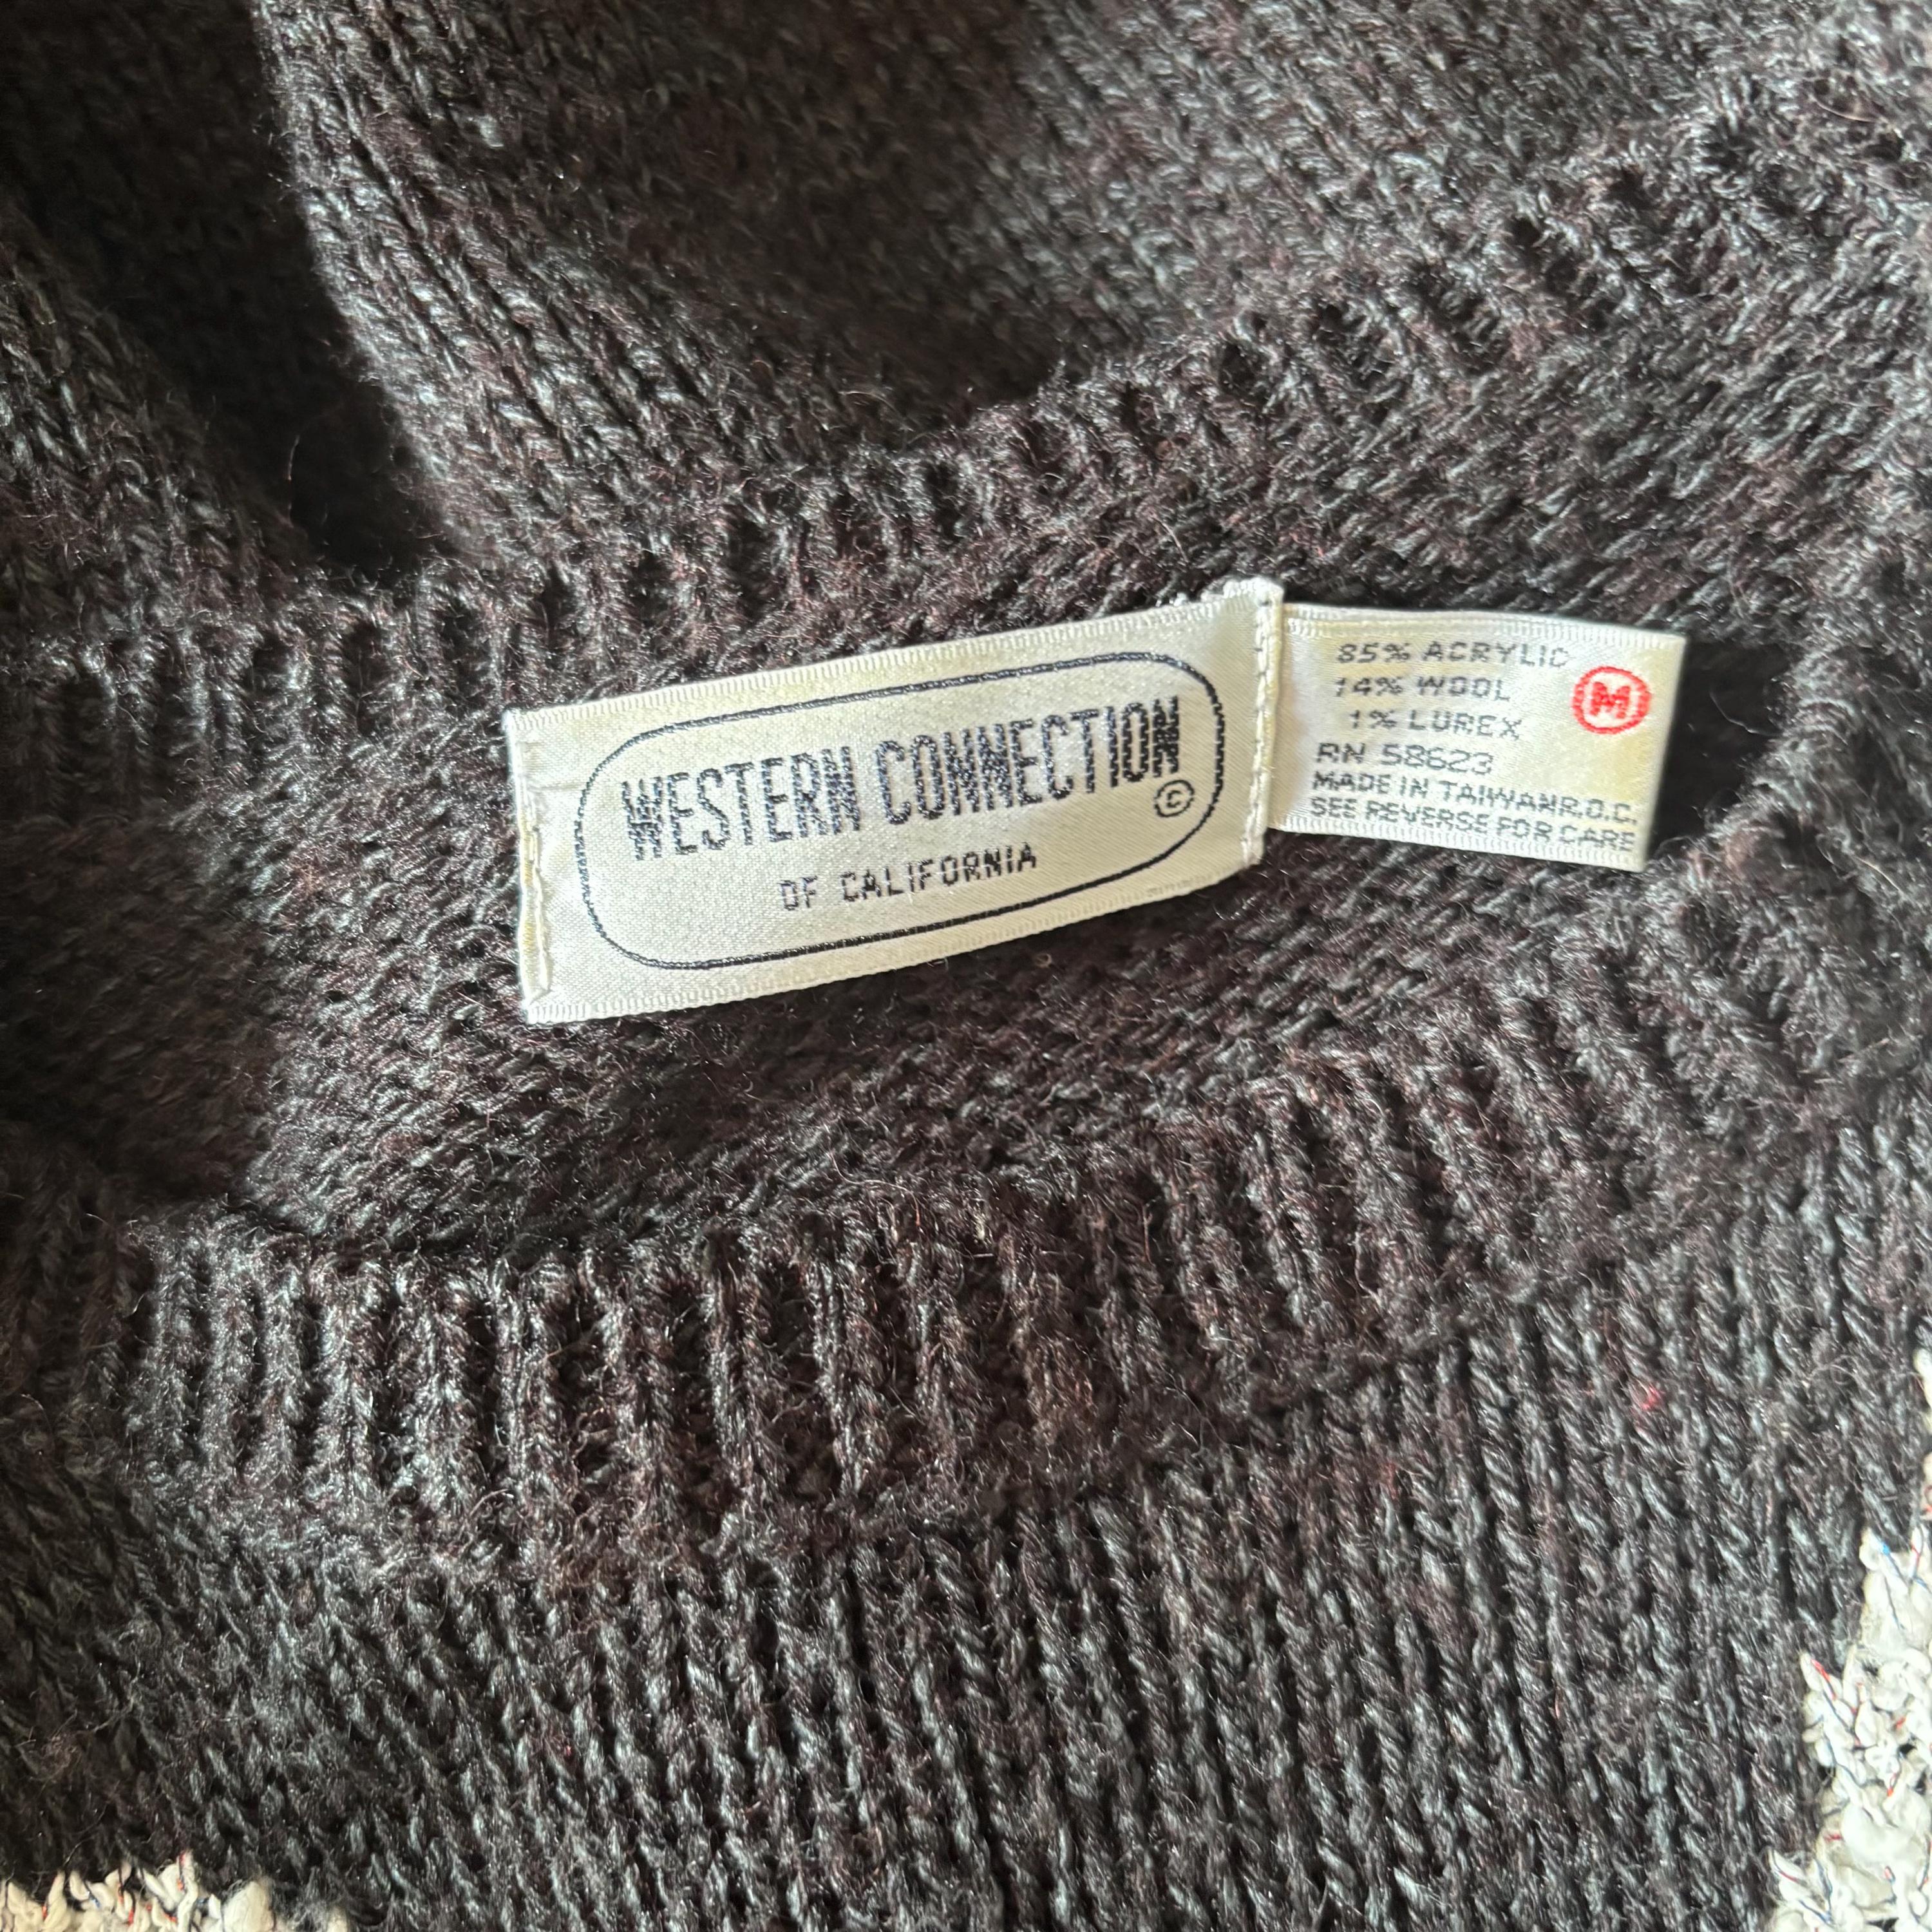 WESTERN CONNECTION
©
OF CALIFORNIA
85% ACRYLIC
14% WOOL
1% LUREX
M
RN 58623
MADE IN TAIWAN R.O.C.
SEE REVERSE FOR CARE